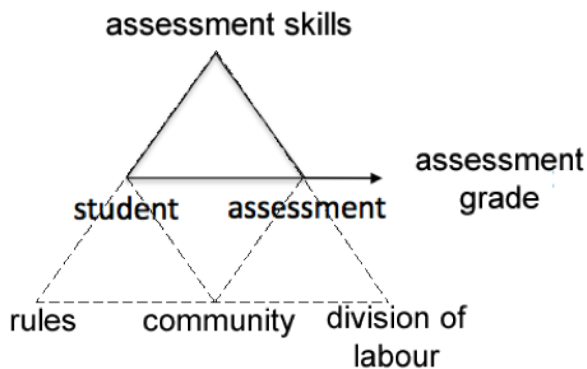 assessment skills
assessment
grade
student
assessment
rules
community
division of
labour